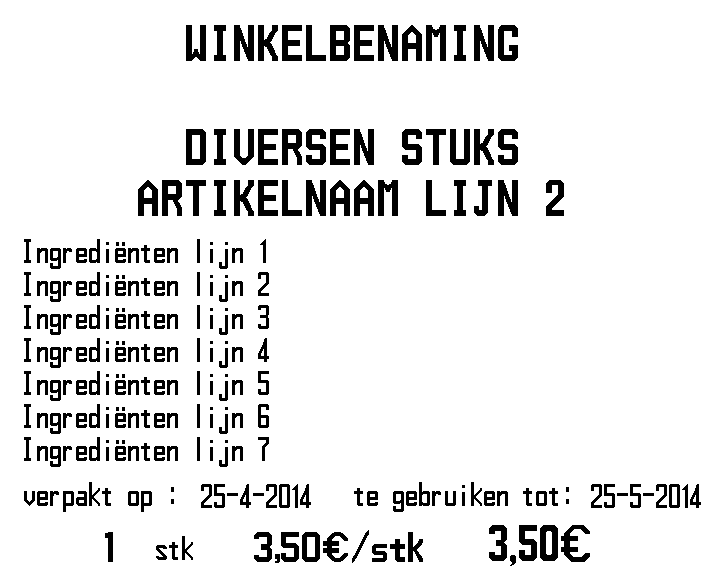 WINKELBENAMING
DIVERSEN STUKS
ARTIKELNAAM LIJN 2
Ingrediënten lijn 1
Ingrediënten lijn 2
Ingrediënten lijn 3
Ingrediënten lijn 4
Ingrediënten lijn 5
Ingrediënten lijn 6
Ingrediënten lijn 7
verpakt op : 25-4-2014 te gebruiken tot: 25-5-2014
1 stk 3,50€/stk 3,50€